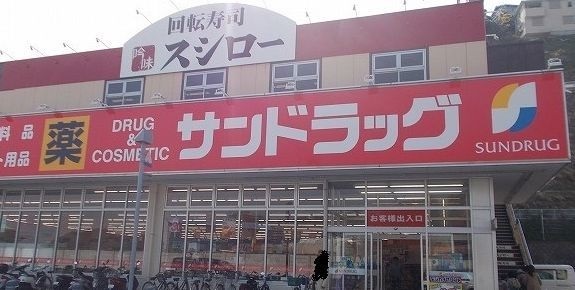 回転寿司
吟味
スシロー
料品
ト用品
薬
DRUG
&
COSMETIC
サンドラッグ
SUNDRUG
お客様出入口